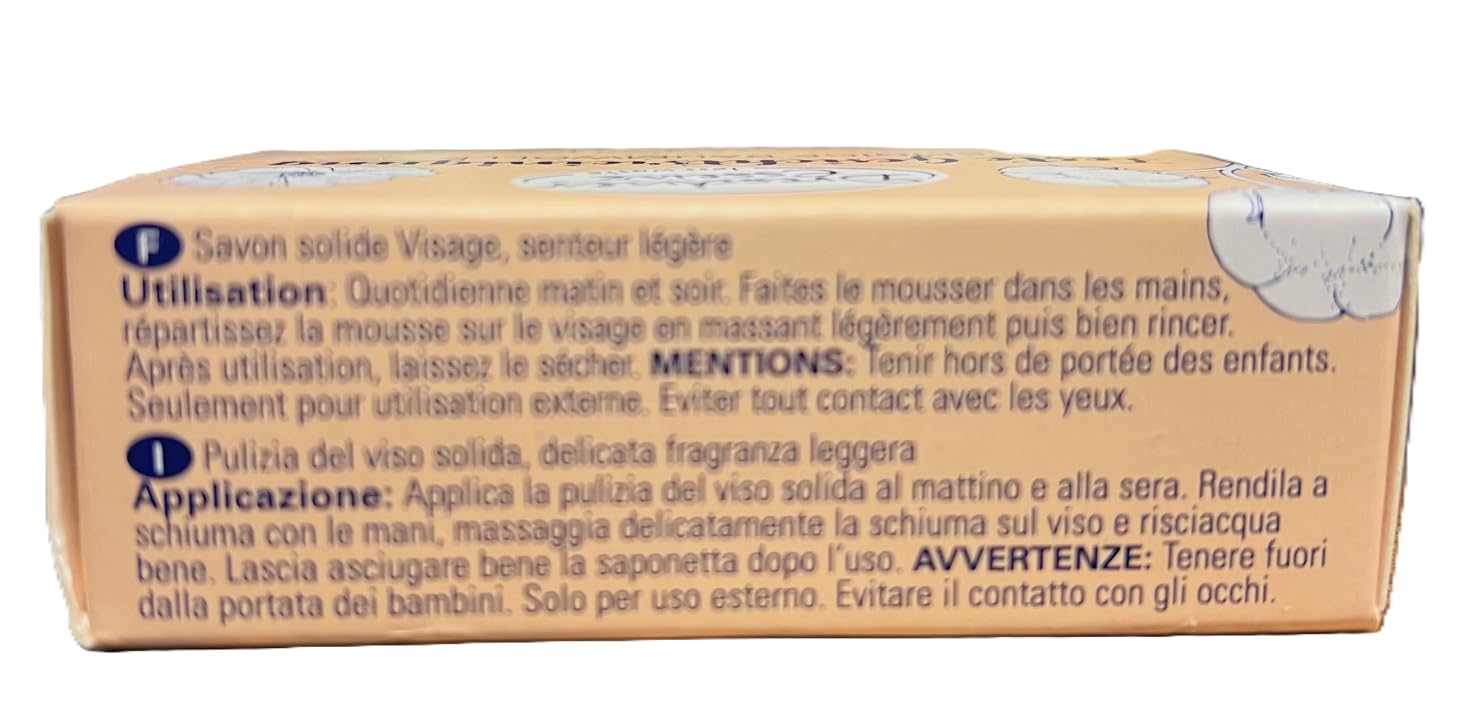 F Savon solide Visage, senteur légère
Utilisation: Quotidienne matin et soir. Faites le mousser dans les mains,
répartissez la mousse sur le visage en massant légèrement puis bien rincer.
Après utilisation, laissez le sécher. MENTIONS: Tenir hors de portée des enfants.
Seulement pour utilisation externe. Eviter tout contact avec les yeux.
I Pulizia del viso solida, delicata fragranza leggera
Applicazione: Applica la pulizia del viso solida al mattino e alla sera. Rendila a
schiuma con le mani, massaggia delicatamente la schiuma sul viso e risciacqua
bene. Lascia asciugare bene la saponetta dopo l'uso. AVVERTENZE: Tenere fuori
dalla portata dei bambini. Solo per uso esterno. Evitare il contatto con gli occhi.